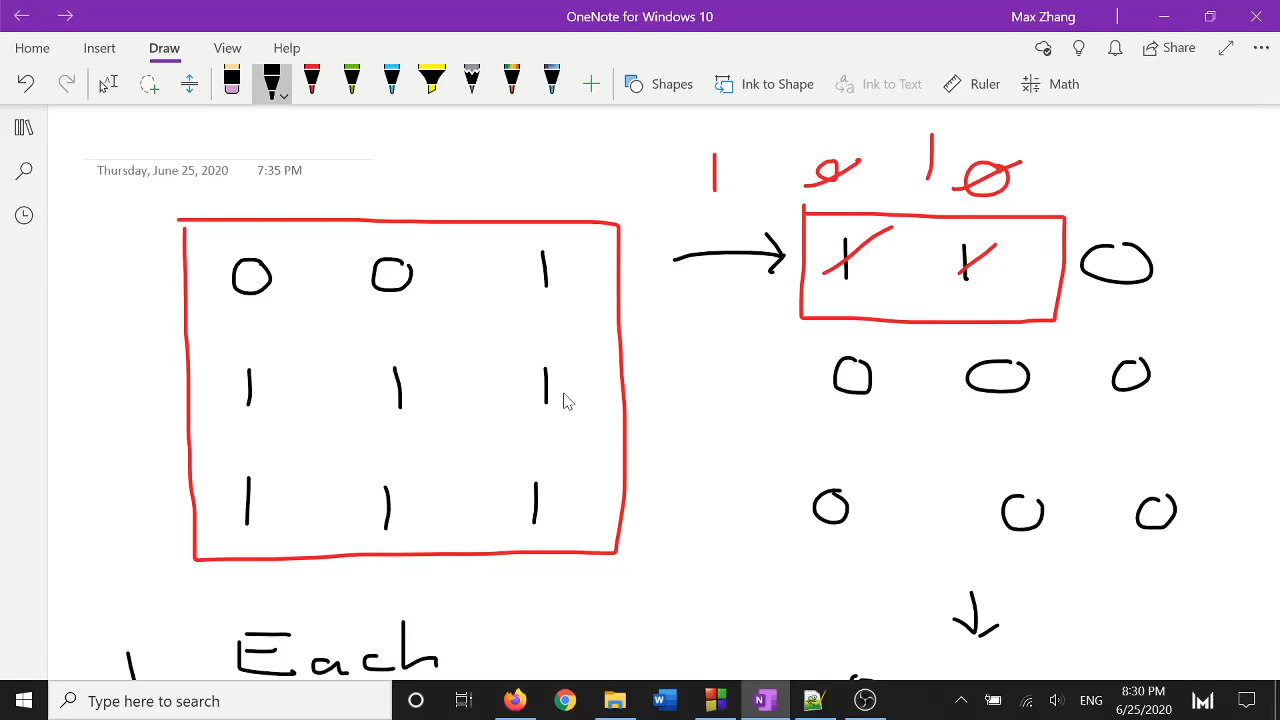 OneNote for Windows 10
Max Zhang
Home Insert Draw View Help
Share
Shapes Ink to Shape Ink to Text Ruler Math
Thursday, June 25, 2020 7:35 PM
1 0 1 0
0 0 1
1 1 0
1 1 1
0 0 0
1 1 1
0 0 0
1 Each
Type here to search
ENG
8:30 PM
6/25/2020